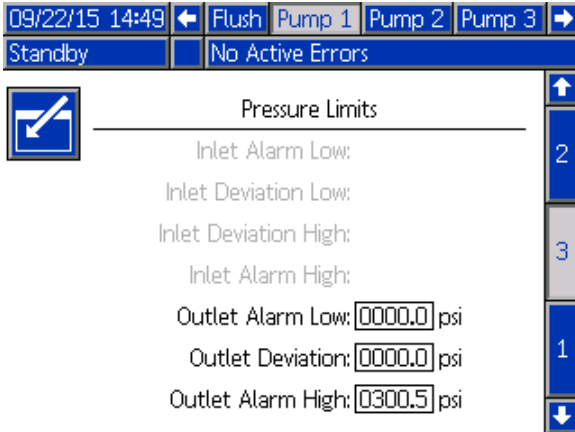 09/22/15 14:49 Flush Pump 1 Pump 2 Pump 3
Standby No Active Errors
Pressure Limits
Inlet Alarm Low:
2
Inlet Deviation Low:
Inlet Deviation High:
3
Inlet Alarm High:
Outlet Alarm Low: 0000.0 psi
Outlet Deviation: 0000.0 psi
1
Outlet Alarm High: 0300.5 psi